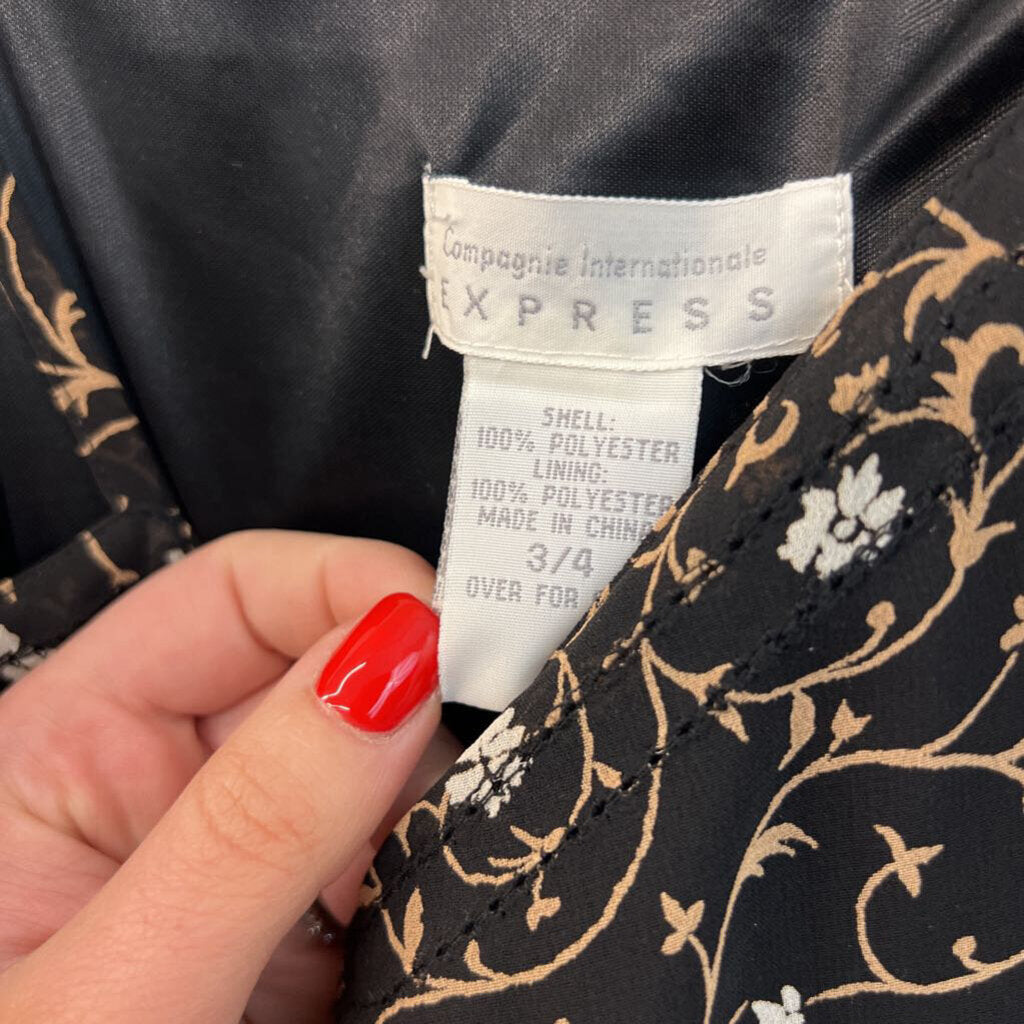 Compagnie Internationale
EXPRESS
SHELL:
100% POLYESTER
LINING:
100% POLYESTER
MADE IN CHINA
3/4
OVER FOR